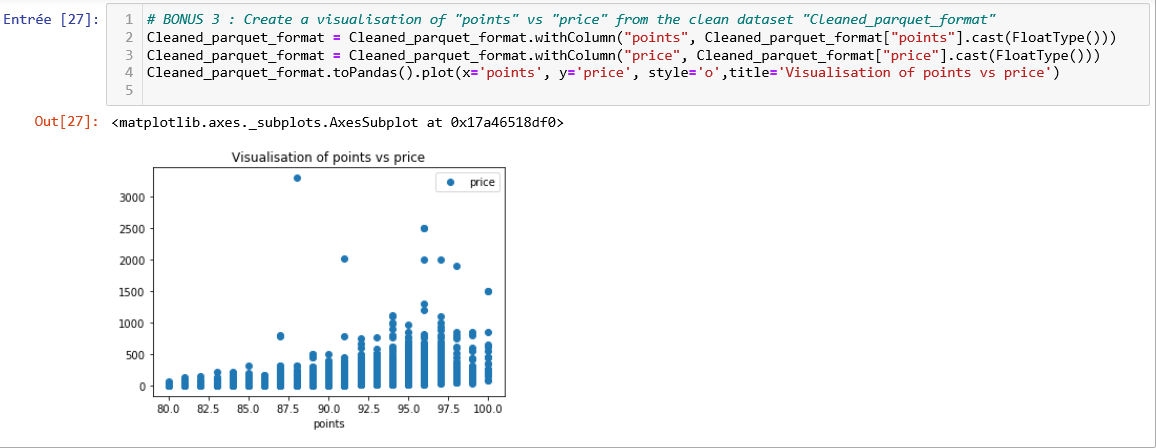 Entrée [27]:
1 # BONUS 3 : Create a visualisation of "points" vs "price" from the clean dataset "Cleaned_parquet_format"
2 Cleaned_parquet_format = Cleaned_parquet_format.withColumn("points", Cleaned_parquet_format["points"].cast(FloatType()))
3 Cleaned_parquet_format = Cleaned_parquet_format.withColumn("price", Cleaned_parquet_format["price"].cast(FloatType()))
4 Cleaned_parquet_format.toPandas().plot(x='points', y='price', style='o',title='Visualisation of points vs price')
5
Out[27]: <matplotlib.axes._subplots.AxesSubplot at 0x17a46518df0>
Visualisation of points vs price
price
3000
2500
2000
1500
1000
500
0
80.0 82.5 85.0 87.5 90.0 92.5 95.0 97.5 100.0
points